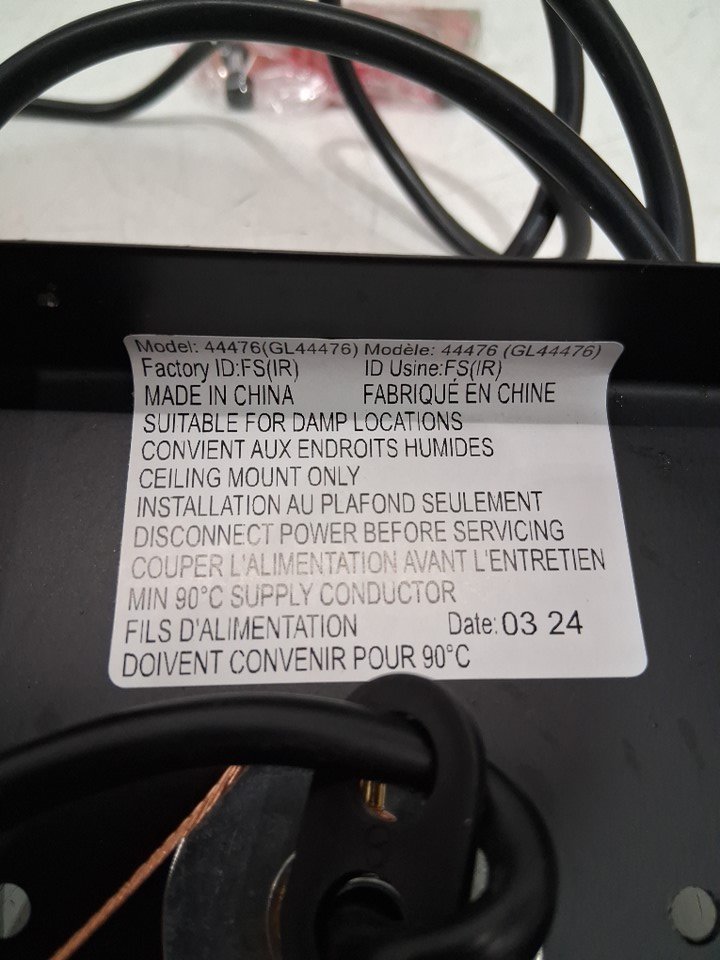 Model: 44476(GL44476) Modèle: 44476 (GL44476)
Factory ID:FS(IR) ID Usine:FS(IR)
MADE IN CHINA FABRIQUÉ EN CHINE
SUITABLE FOR DAMP LOCATIONS
CONVIENT AUX ENDROITS HUMIDES
CEILING MOUNT ONLY
INSTALLATION AU PLAFOND SEULEMENT
DISCONNECT POWER BEFORE SERVICING
COUPER L'ALIMENTATION AVANT L'ENTRETIEN
MIN 90°C SUPPLY CONDUCTOR
FILS D'ALIMENTATION Date: 03 24
DOIVENT CONVENIR POUR 90°C